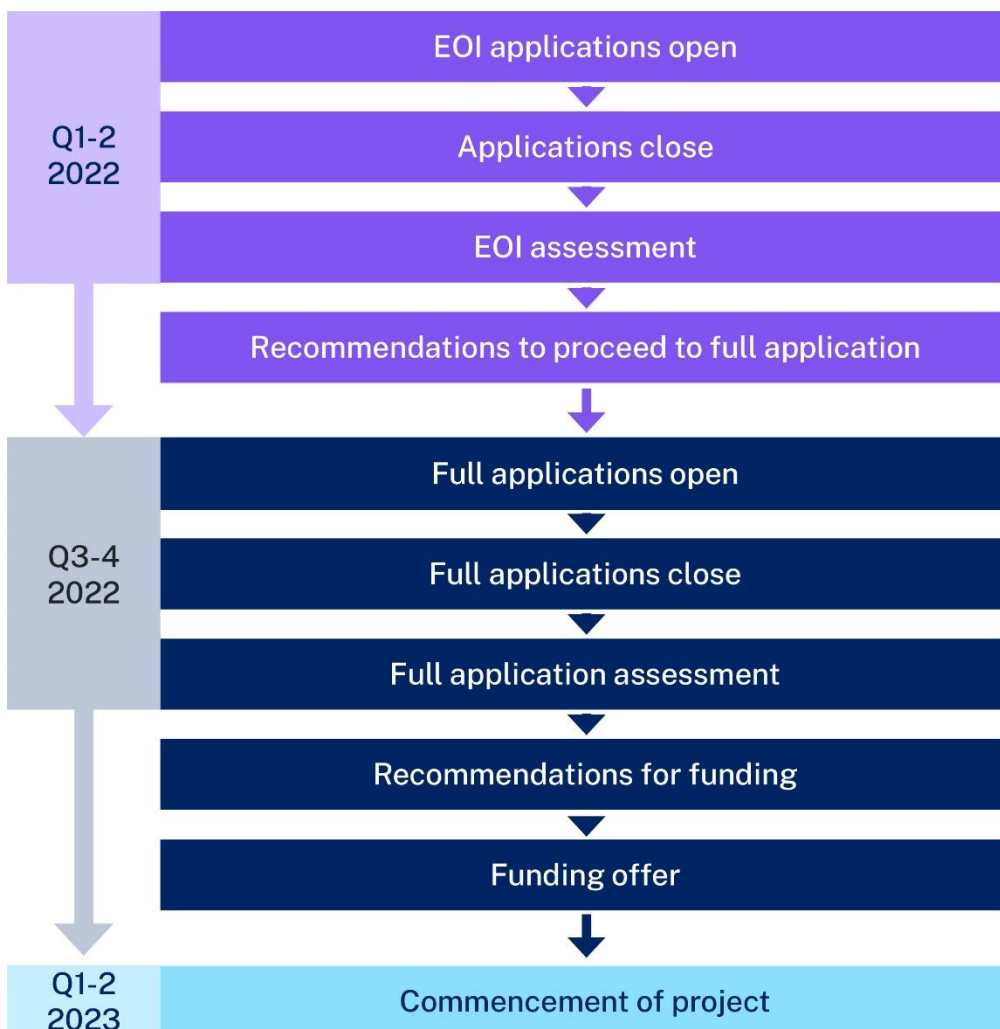 Q1-2
2022
EOI applications open
Applications close
EOI assessment
Recommendations to proceed to full application
Q3-4
2022
Full applications open
Full applications close
Full application assessment
Recommendations for funding
Funding offer
Q1-2
2023
Commencement of project